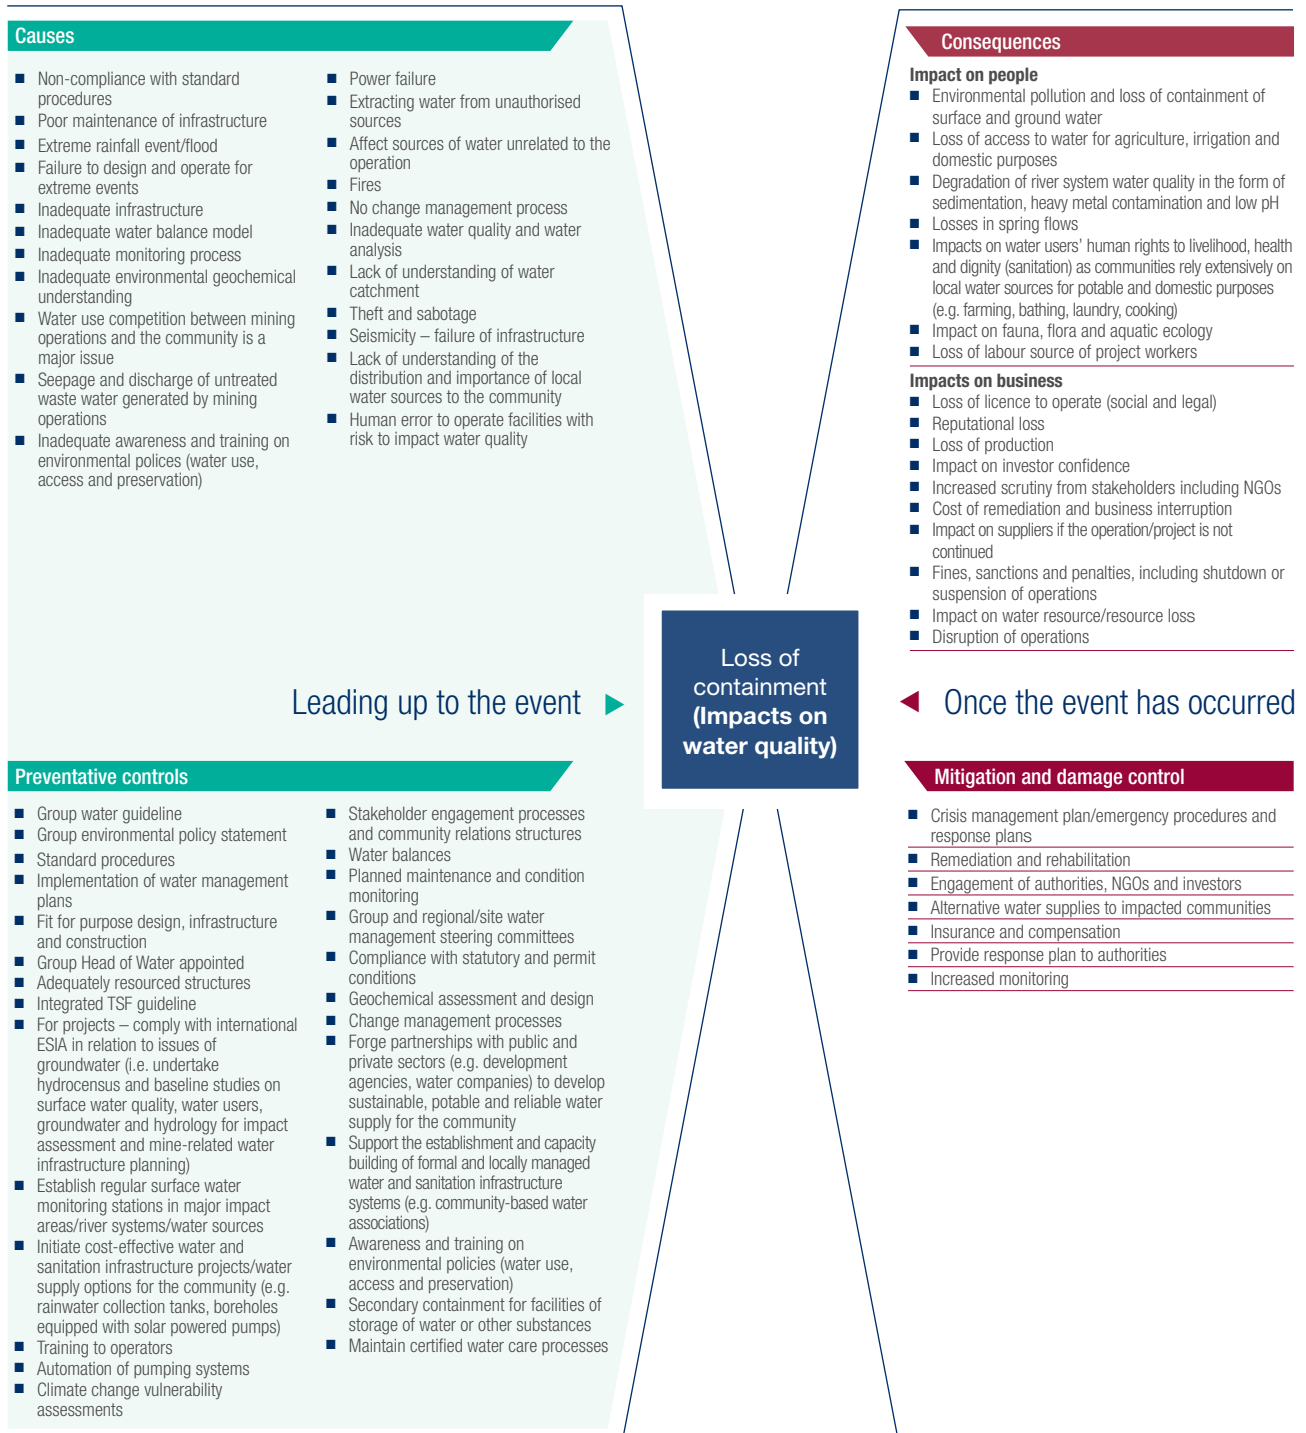 Causes
■ Non-compliance with standard
procedures
■ Poor maintenance of infrastructure
■ Extreme rainfall event/flood
■ Failure to design and operate for
extreme events
■ Inadequate infrastructure
■ Inadequate water balance model
■ Inadequate monitoring process
■ Inadequate environmental geochemical
understanding
■ Water use competition between mining
operations and the community is a
major issue
■ Seepage and discharge of untreated
waste water generated by mining
operations
■ Inadequate awareness and training on
environmental polices (water use,
access and preservation)
■ Power failure
■ Extracting water from unauthorised
sources
■ Affect sources of water unrelated to the
operation
■ Fires
■ No change management process
■ Inadequate water quality and water
analysis
■ Lack of understanding of water
catchment
■ Theft and sabotage
■ Seismicity – failure of infrastructure
■ Lack of understanding of the
distribution and importance of local
water sources to the community
■ Human error to operate facilities with
risk to impact water quality
Consequences
Impact on people
■ Environmental pollution and loss of containment of
surface and ground water
■ Loss of access to water for agriculture, irrigation and
domestic purposes
■ Degradation of river system water quality in the form of
sedimentation, heavy metal contamination and low pH
■ Losses in spring flows
■ Impacts on water users’ human rights to livelihood, health
and dignity (sanitation) as communities rely extensively on
local water sources for potable and domestic purposes
(e.g. farming, bathing, laundry, cooking)
■ Impact on fauna, flora and aquatic ecology
■ Loss of labour source of project workers
Impacts on business
■ Loss of licence to operate (social and legal)
■ Reputational loss
■ Loss of production
■ Impact on investor confidence
■ Increased scrutiny from stakeholders including NGOs
■ Cost of remediation and business interruption
■ Impact on suppliers if the operation/project is not
continued
■ Fines, sanctions and penalties, including shutdown or
suspension of operations
■ Impact on water resource/resource loss
■ Disruption of operations
Leading up to the event
Loss of
containment
(Impacts on
water quality)
Once the event has occurred
Preventative controls
■ Group water guideline
■ Group environmental policy statement
■ Standard procedures
■ Implementation of water management
plans
■ Fit for purpose design, infrastructure
and construction
■ Group Head of Water appointed
■ Adequately resourced structures
■ Integrated TSF guideline
■ For projects – comply with international
ESIA in relation to issues of
groundwater (i.e. undertake
hydrocensus and baseline studies on
surface water quality, water users,
groundwater and hydrology for impact
assessment and mine-related water
infrastructure planning)
■ Establish regular surface water
monitoring stations in major impact
areas/river systems/water sources
■ Initiate cost-effective water and
sanitation infrastructure projects/water
supply options for the community (e.g.
rainwater collection tanks, boreholes
equipped with solar powered pumps)
■ Training to operators
■ Automation of pumping systems
■ Climate change vulnerability
assessments
■ Stakeholder engagement processes
and community relations structures
■ Water balances
■ Planned maintenance and condition
monitoring
■ Group and regional/site water
management steering committees
■ Compliance with statutory and permit
conditions
■ Geochemical assessment and design
■ Change management processes
■ Forge partnerships with public and
private sectors (e.g. development
agencies, water companies) to develop
sustainable, potable and reliable water
supply for the community
■ Support the establishment and capacity
building of formal and locally managed
water and sanitation infrastructure
systems (e.g. community-based water
associations)
■ Awareness and training on
environmental policies (water use,
access and preservation)
■ Secondary containment for facilities of
storage of water or other substances
■ Maintain certified water care processes
Mitigation and damage control
■ Crisis management plan/emergency procedures and
response plans
■ Remediation and rehabilitation
■ Engagement of authorities, NGOs and investors
■ Alternative water supplies to impacted communities
■ Insurance and compensation
■ Provide response plan to authorities
■ Increased monitoring